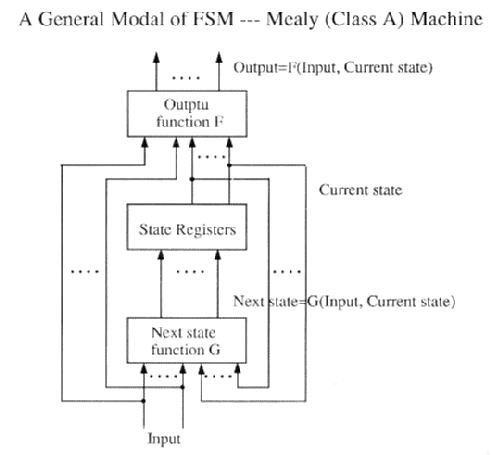 A General Modal of FSM --- Mealy (Class A) Machine
Output=F(Input, Current state)
Outptu
function F
Current state
State Registers
Next state=G(Input, Current state)
Next state
function G
Input